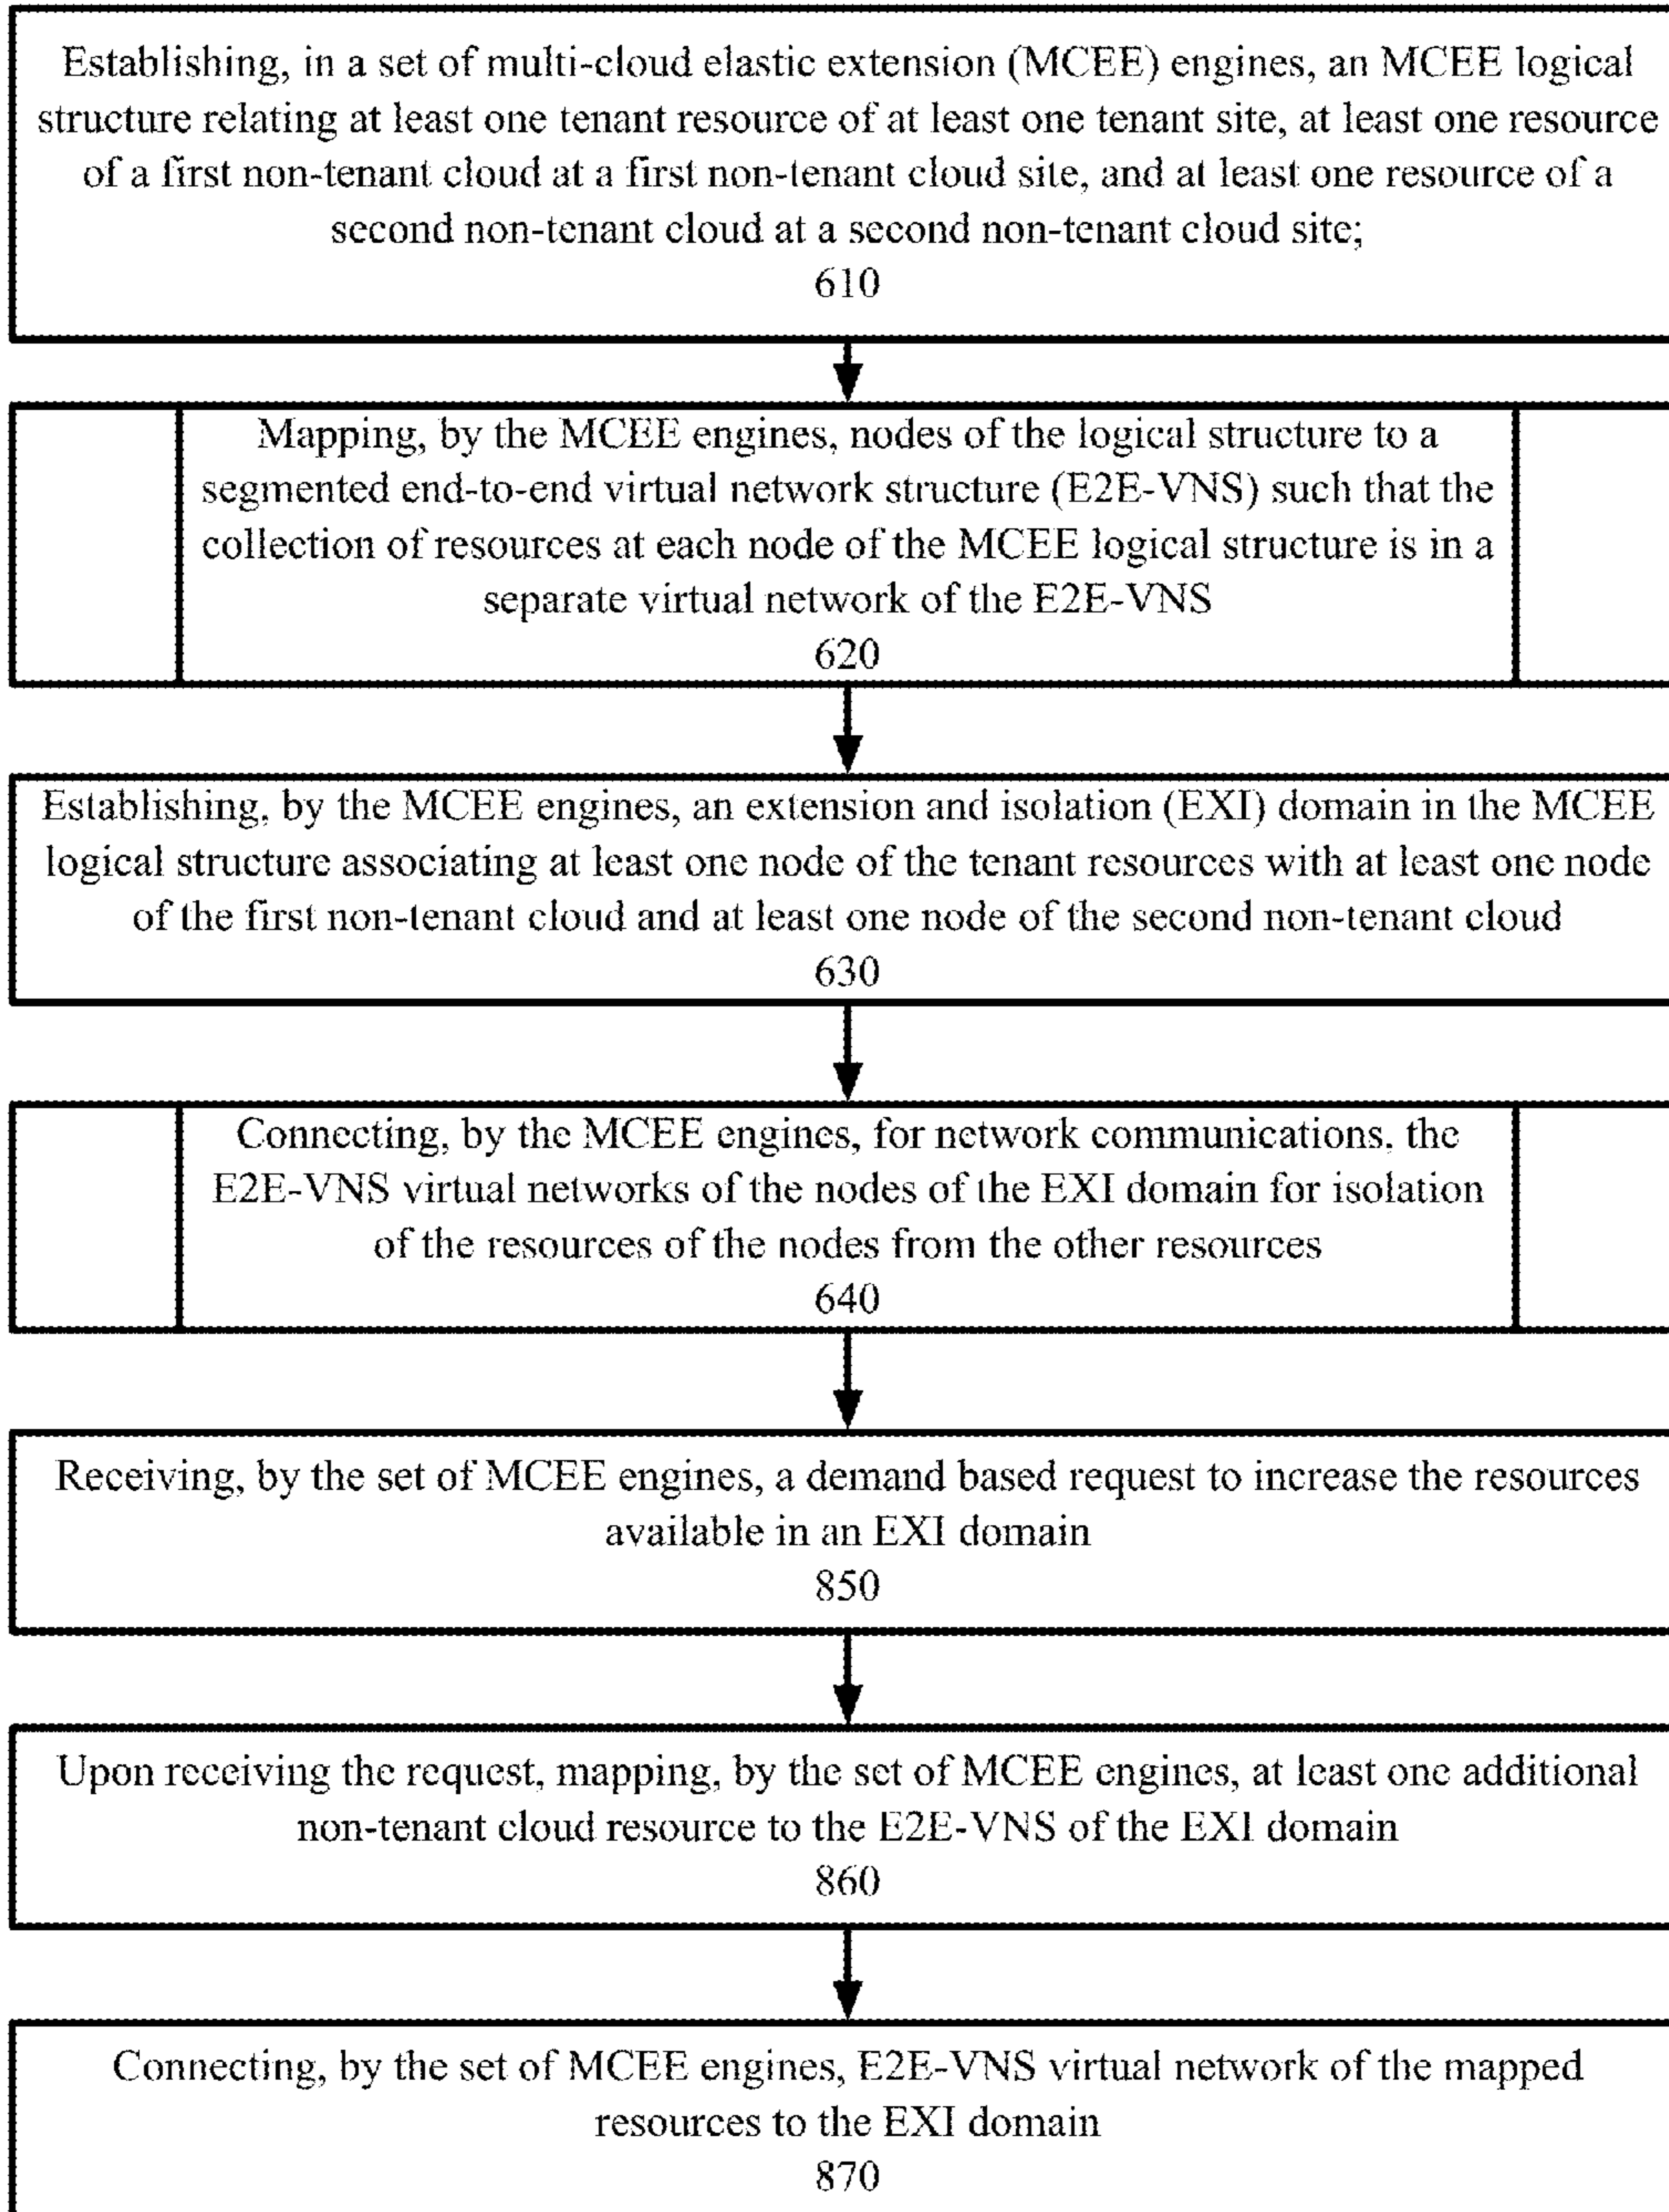 Establishing, in a set of multi-cloud elastic extension (MCEE) engines, an MCEE logical
structure relating at least one tenant resource of at least one tenant site, at least one resource
of a first non-tenant cloud at a first non-tenant cloud site, and at least one resource of a
second non-tenant cloud at a second non-tenant cloud site;
610
Mapping, by the MCEE engines, nodes of the logical structure to a
segmented end-to-end virtual network structure (E2E-VNS) such that the
collection of resources at each node of the MCEE logical structure is in a
separate virtual network of the E2E-VNS
620
Establishing, by the MCEE engines, an extension and isolation (EXI) domain in the MCEE
logical structure associating at least one node of the tenant resources with at least one node
of the first non-tenant cloud and at least one node of the second non-tenant cloud
630
Connecting, by the MCEE engines, for network communications, the
E2E-VNS virtual networks of the nodes of the EXI domain for isolation
of the resources of the nodes from the other resources
640
Receiving, by the set of MCEE engines, a demand based request to increase the resources
available in an EXI domain
850
Upon receiving the request, mapping, by the set of MCEE engines, at least one additional
non-tenant cloud resource to the E2E-VNS of the EXI domain
860
Connecting, by the set of MCEE engines, E2E-VNS virtual network of the mapped
resources to the EXI domain
870